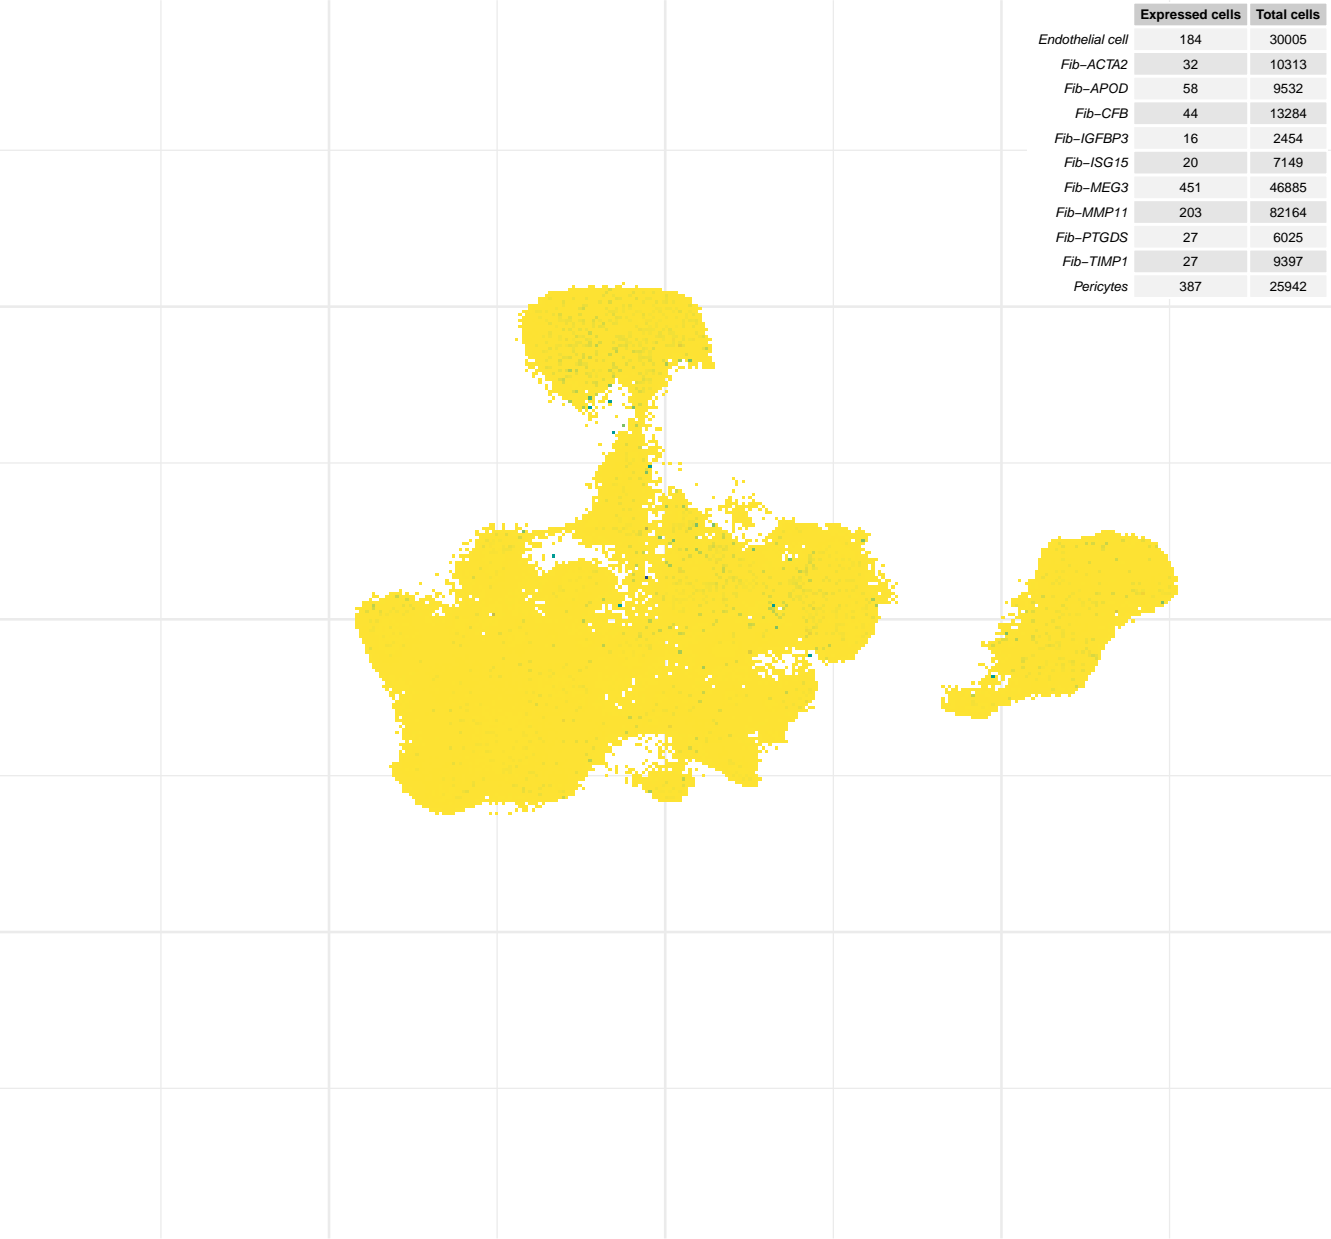 Expressed cells Total cells
Endothelial cell 184 30005
Fib−ACTA2 32 10313
Fib−APOD 58 9532
Fib−CFB 44 13284
Fib−IGFBP3 16 2454
Fib−ISG15 20 7149
Fib−MEG3 451 46885
Fib−MMP11 203 82164
Fib−PTGDS 27 6025
Fib−TIMP1 27 9397
Pericytes 387 25942